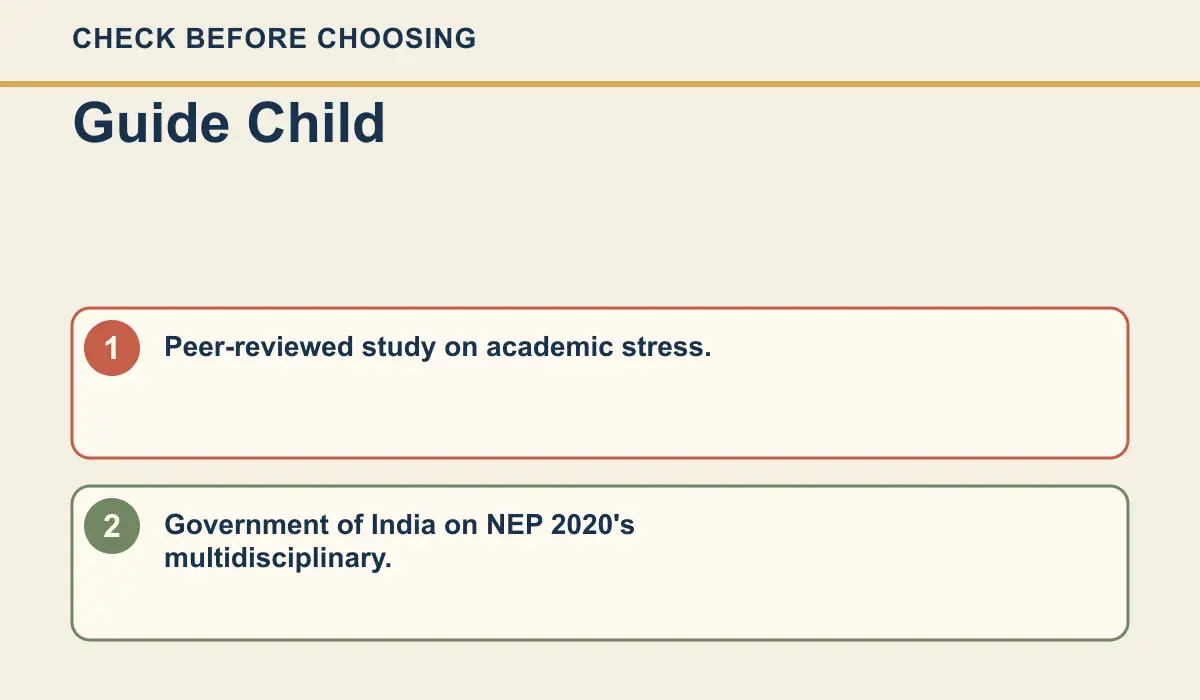 CHECK BEFORE CHOOSING
Guide Child
1
Peer-reviewed study on academic stress.
2
Government of India on NEP 2020's
multidisciplinary.